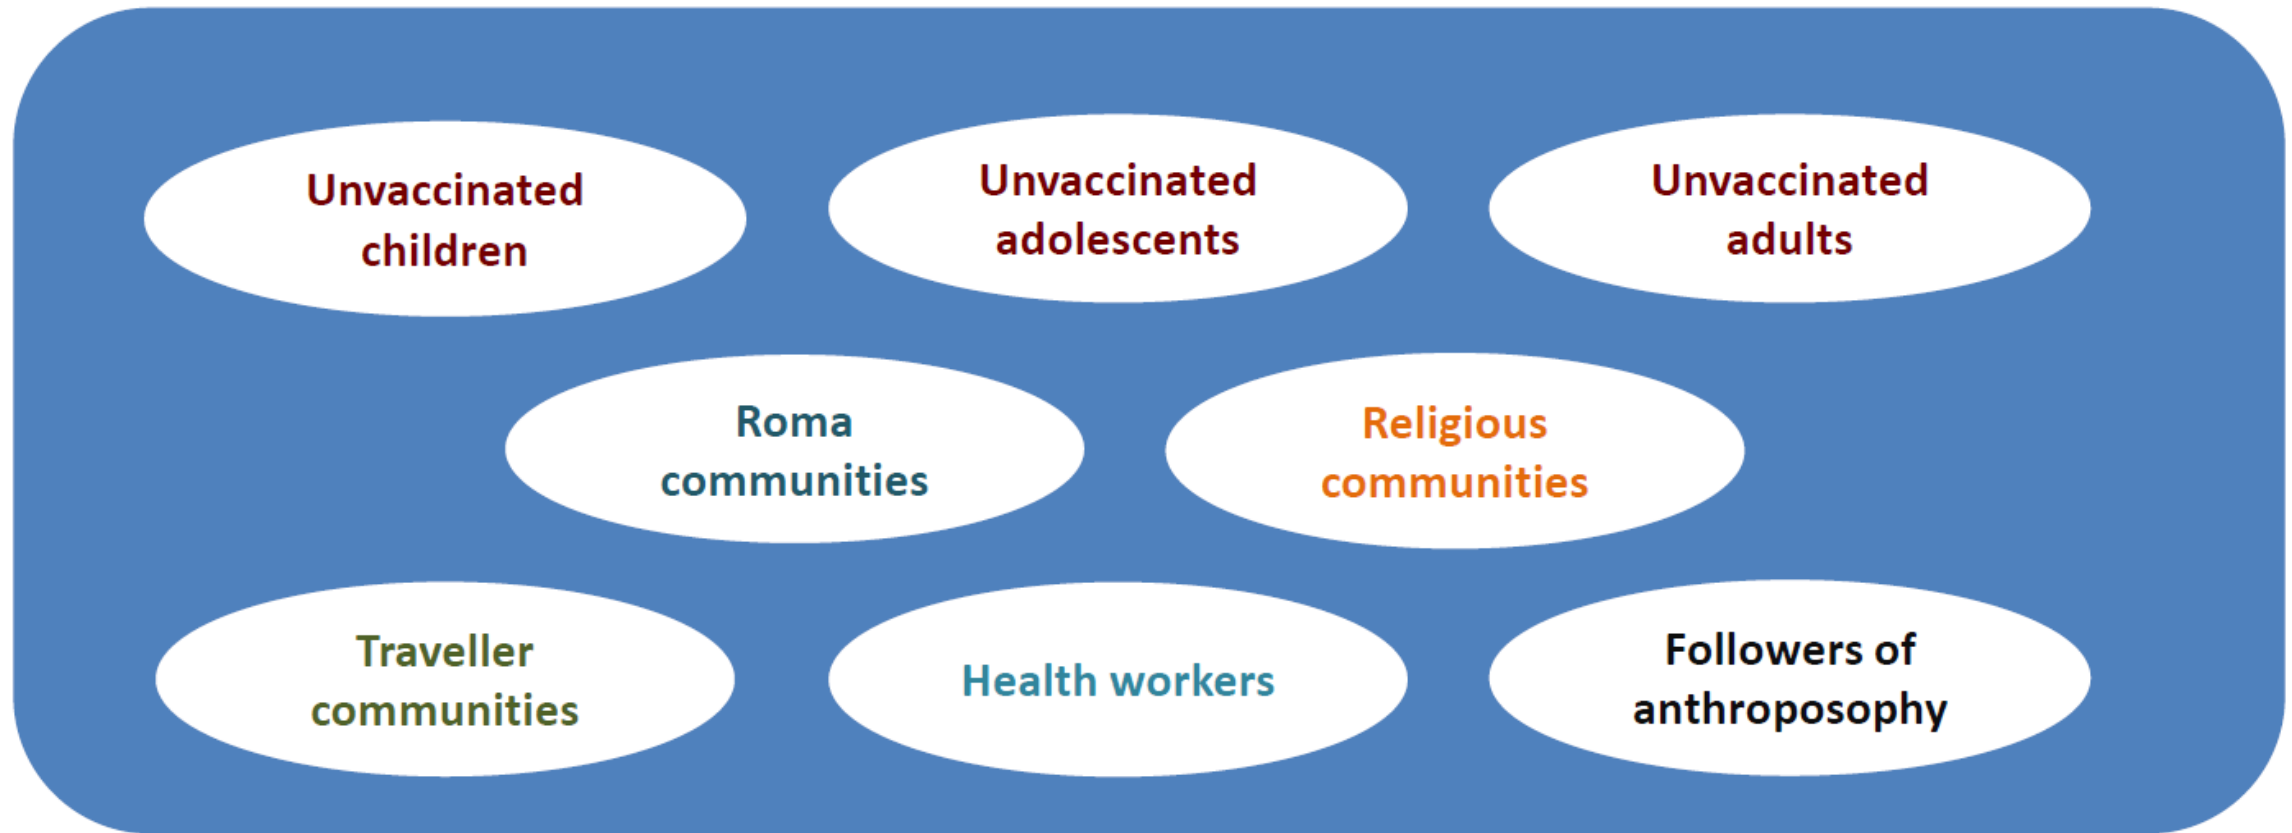 Unvaccinated
children
Unvaccinated
adolescents
Unvaccinated
adults
Roma
communities
Religious
communities
Traveller
communities
Health workers
Followers of
anthroposophy